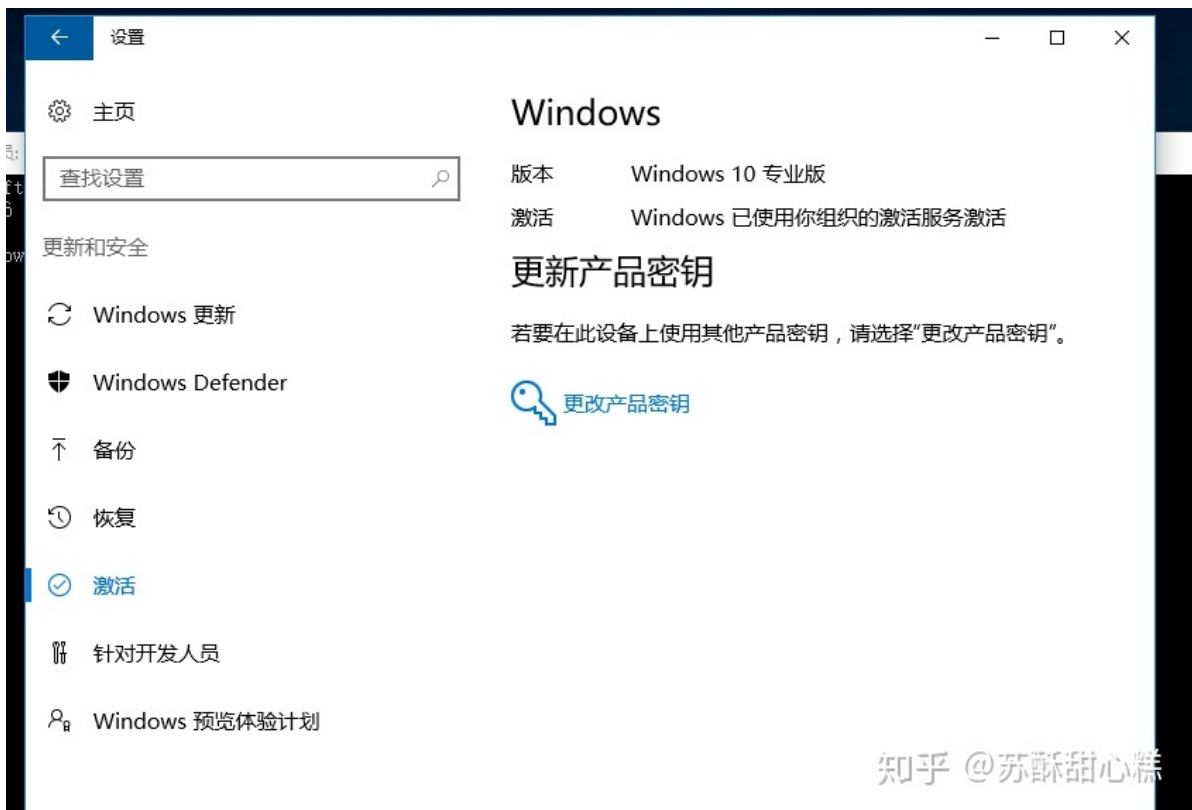 设置
主页
查找设置
更新和安全
Windows 更新
Windows Defender
备份
恢复
激活
针对开发人员
Windows 预览体验计划
Windows
版本 Windows 10 专业版
激活 Windows 已使用你组织的激活服务激活
更新产品密钥
若要在此设备上使用其他产品密钥，请选择“更改产品密钥”。
更改产品密钥
知乎 @苏酥甜心糕